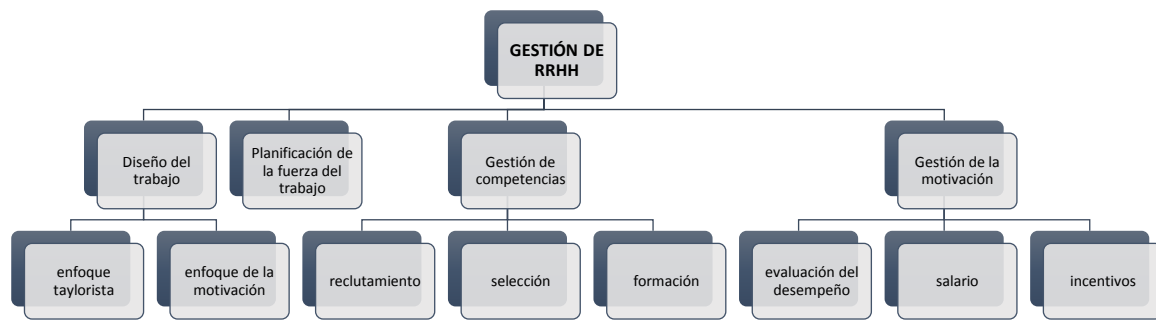 GESTIÓN DE
RRHH
Diseño del
trabajo
Planificación de
la fuerza del
trabajo
Gestión de
competencias
Gestión de la
motivación
enfoque
taylorista
enfoque de la
motivación
reclutamiento
selección
formación
evaluación del
desempeño
salario
incentivos